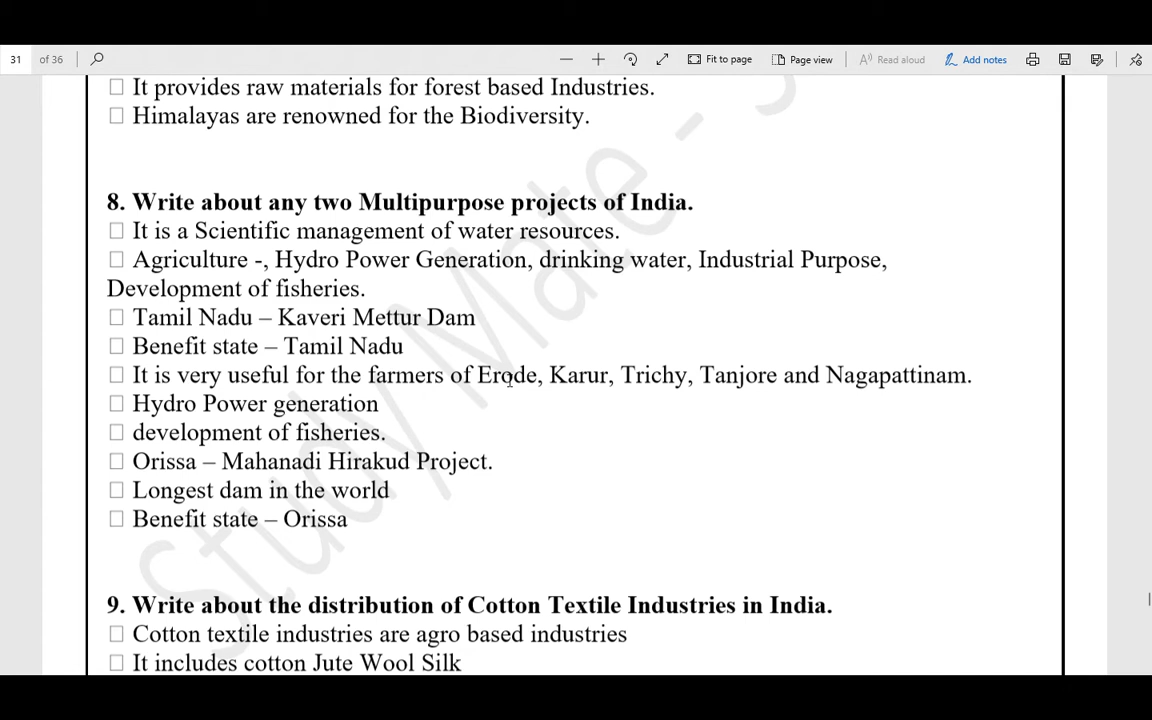 31 of 36 Fit to page Page view Read aloud Add notes
□ It provides raw materials for forest based Industries.
□ Himalayas are renowned for the Biodiversity.
8. Write about any two Multipurpose projects of India.
□ It is a Scientific management of water resources.
□ Agriculture -, Hydro Power Generation, drinking water, Industrial Purpose,
Development of fisheries.
□ Tamil Nadu – Kaveri Mettur Dam
□ Benefit state – Tamil Nadu
□ It is very useful for the farmers of Erode, Karur, Trichy, Tanjore and Nagapattinam.
□ Hydro Power generation
□ development of fisheries.
□ Orissa – Mahanadi Hirakud Project.
□ Longest dam in the world
□ Benefit state – Orissa
9. Write about the distribution of Cotton Textile Industries in India.
□ Cotton textile industries are agro based industries
□ It includes cotton Jute Wool Silk
Study Mate -